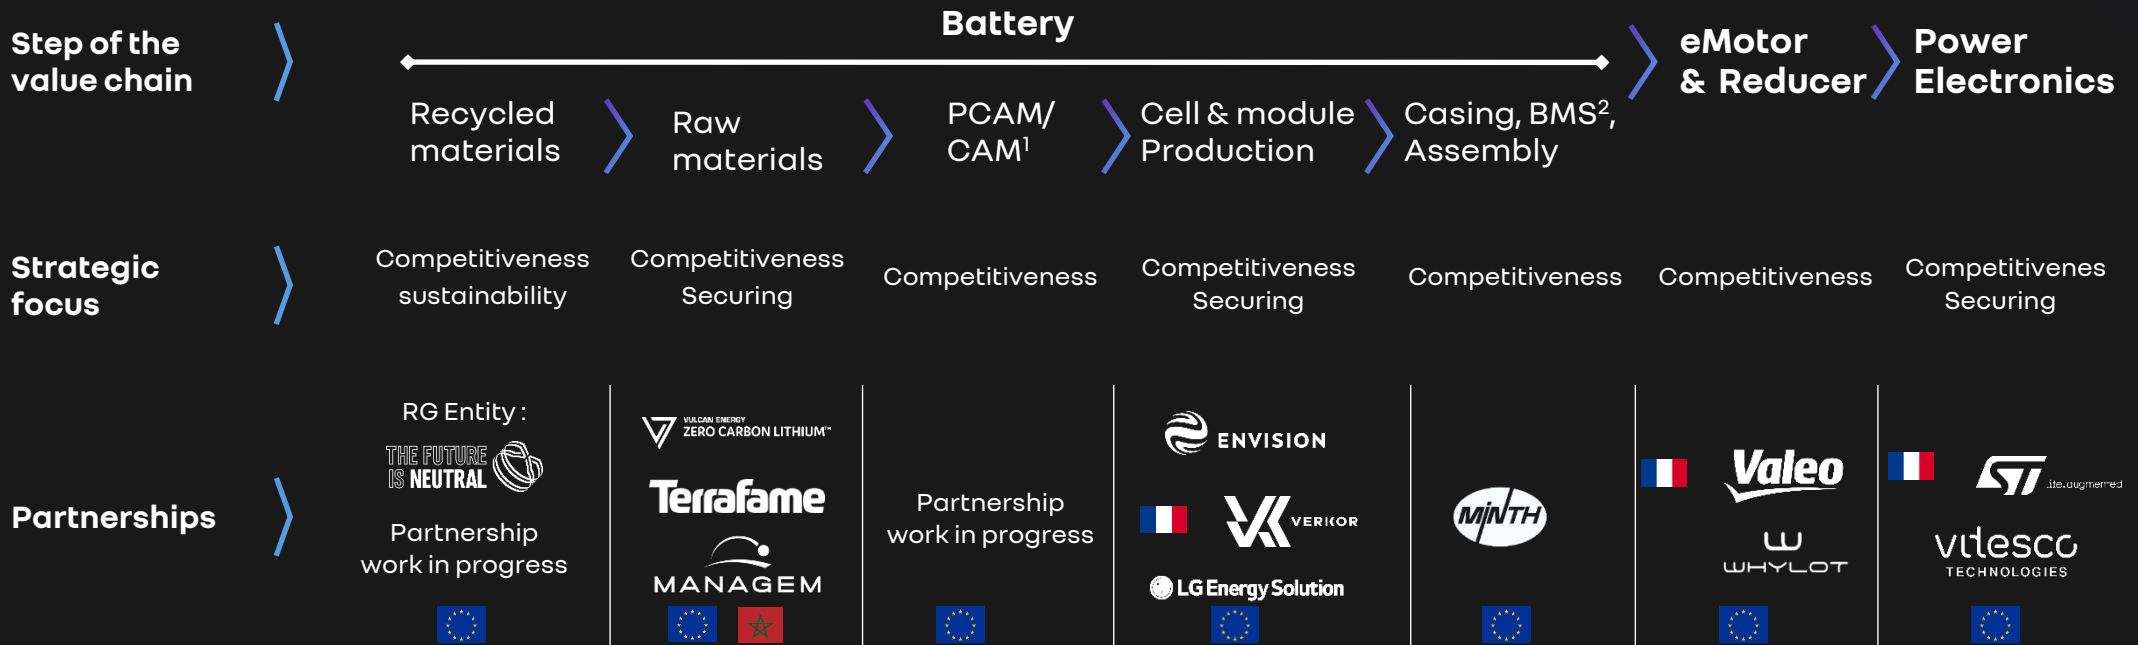 Battery
Step of the
value chain
eMotor
& Reducer
Power
Electronics
Recycled
materials
Raw
materials
PCAM/
CAM1
Cell & module
Production
Casing, BMS2,
Assembly
Strategic
focus
Competitiveness
sustainability
Competitiveness
Securing
Competitiveness
Competitiveness
Securing
Competitiveness
Competitiveness
Competitivenes
Securing
Partnerships
RG Entity :
THE FUTURE
IS NEUTRAL
Partnership
work in progress
VULCAN ENERGY
ZERO CARBON LITHIUM™
Terrafame
MANAGEM
Partnership
work in progress
ENVISION
VERKOR
LG Energy Solution
MINTH
Valeo
WHYLOT
ST
life.augmented
vitesco
TECHNOLOGIES